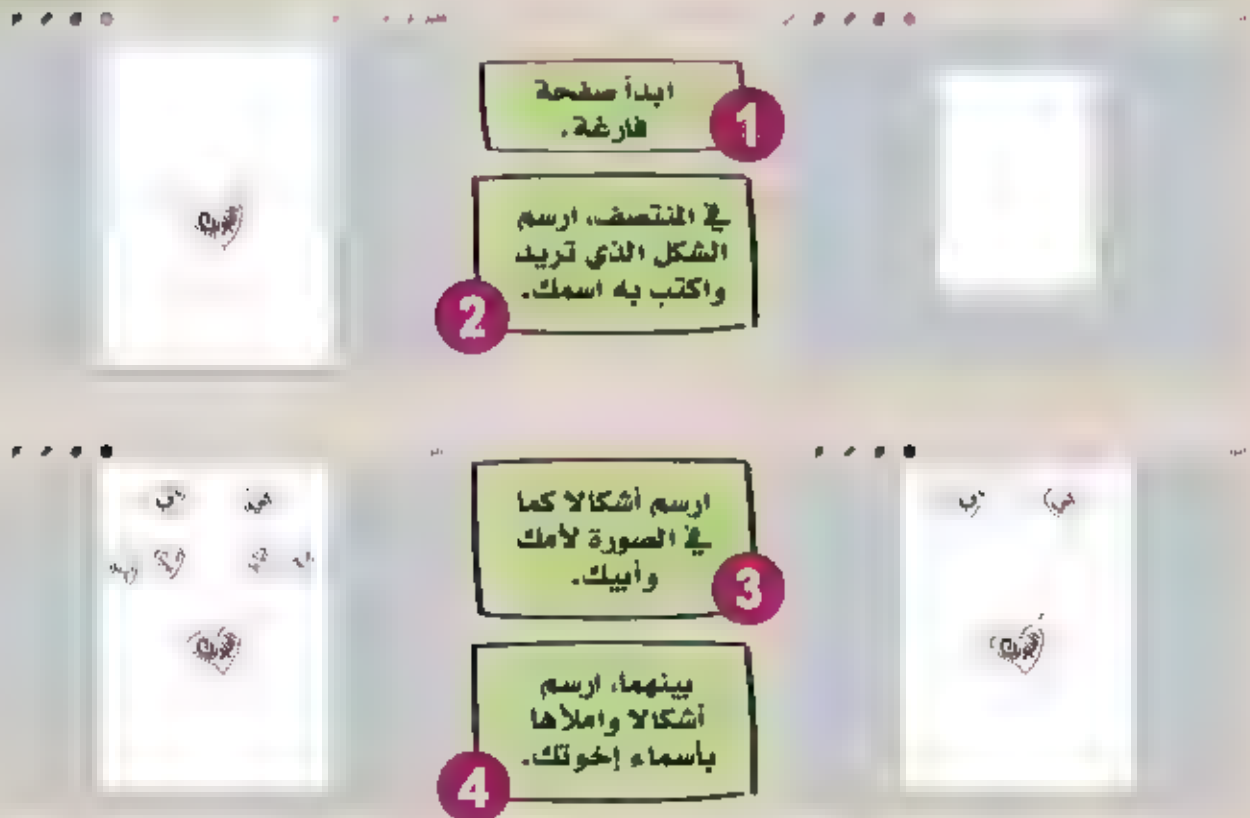 ابدأ صفحة
فارغة.
1
في المنتصف، ارسم
الشكل الذي تريد
واكتب به اسمك.
2
ارسم أشكالا كما
في الصورة لأمك
وأبيك.
3
بينهما، ارسم
أشكالا واملأها
بأسماء إخوتك.
4